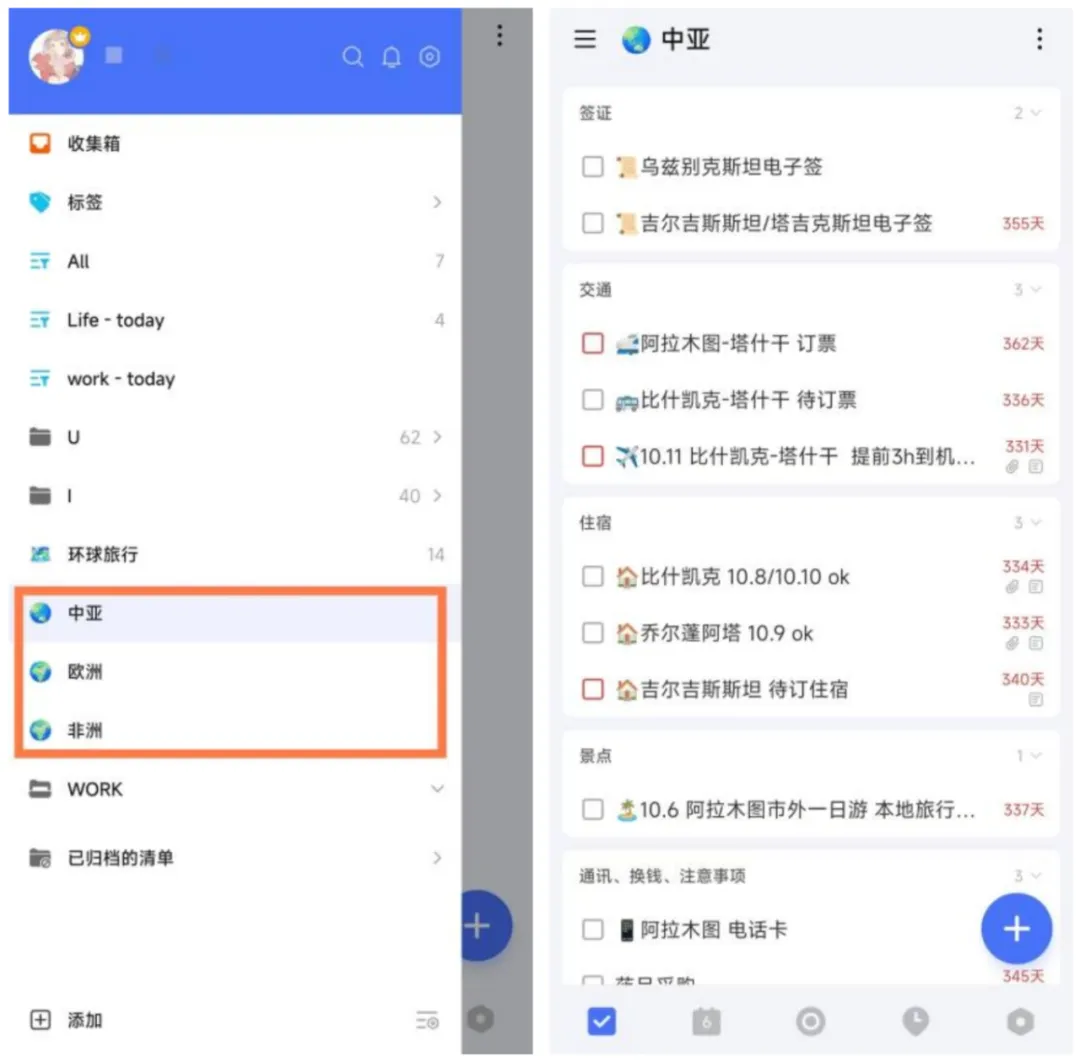 收集箱
标签
All 7
Life - today 4
work - today
U 62
I 40
环球旅行 14
中亚
欧洲
非洲
WORK
已归档的清单
添加
中亚
签证 2
乌兹别克斯坦电子签
吉尔吉斯斯坦/塔吉克斯坦电子签 355天
交通 3
阿拉木图-塔什干 订票 362天
比什凯克-塔什干 待订票 336天
10.11 比什凯克-塔什干 提前3h到机... 331天
住宿 3
比什凯克 10.8/10.10 ok 334天
乔尔蓬阿塔 10.9 ok 333天
吉尔吉斯斯坦 待订住宿 340天
景点 1
10.6 阿拉木图市外一日游 本地旅行... 337天
通讯、换钱、注意事项 3
阿拉木图 电话卡
345天
6